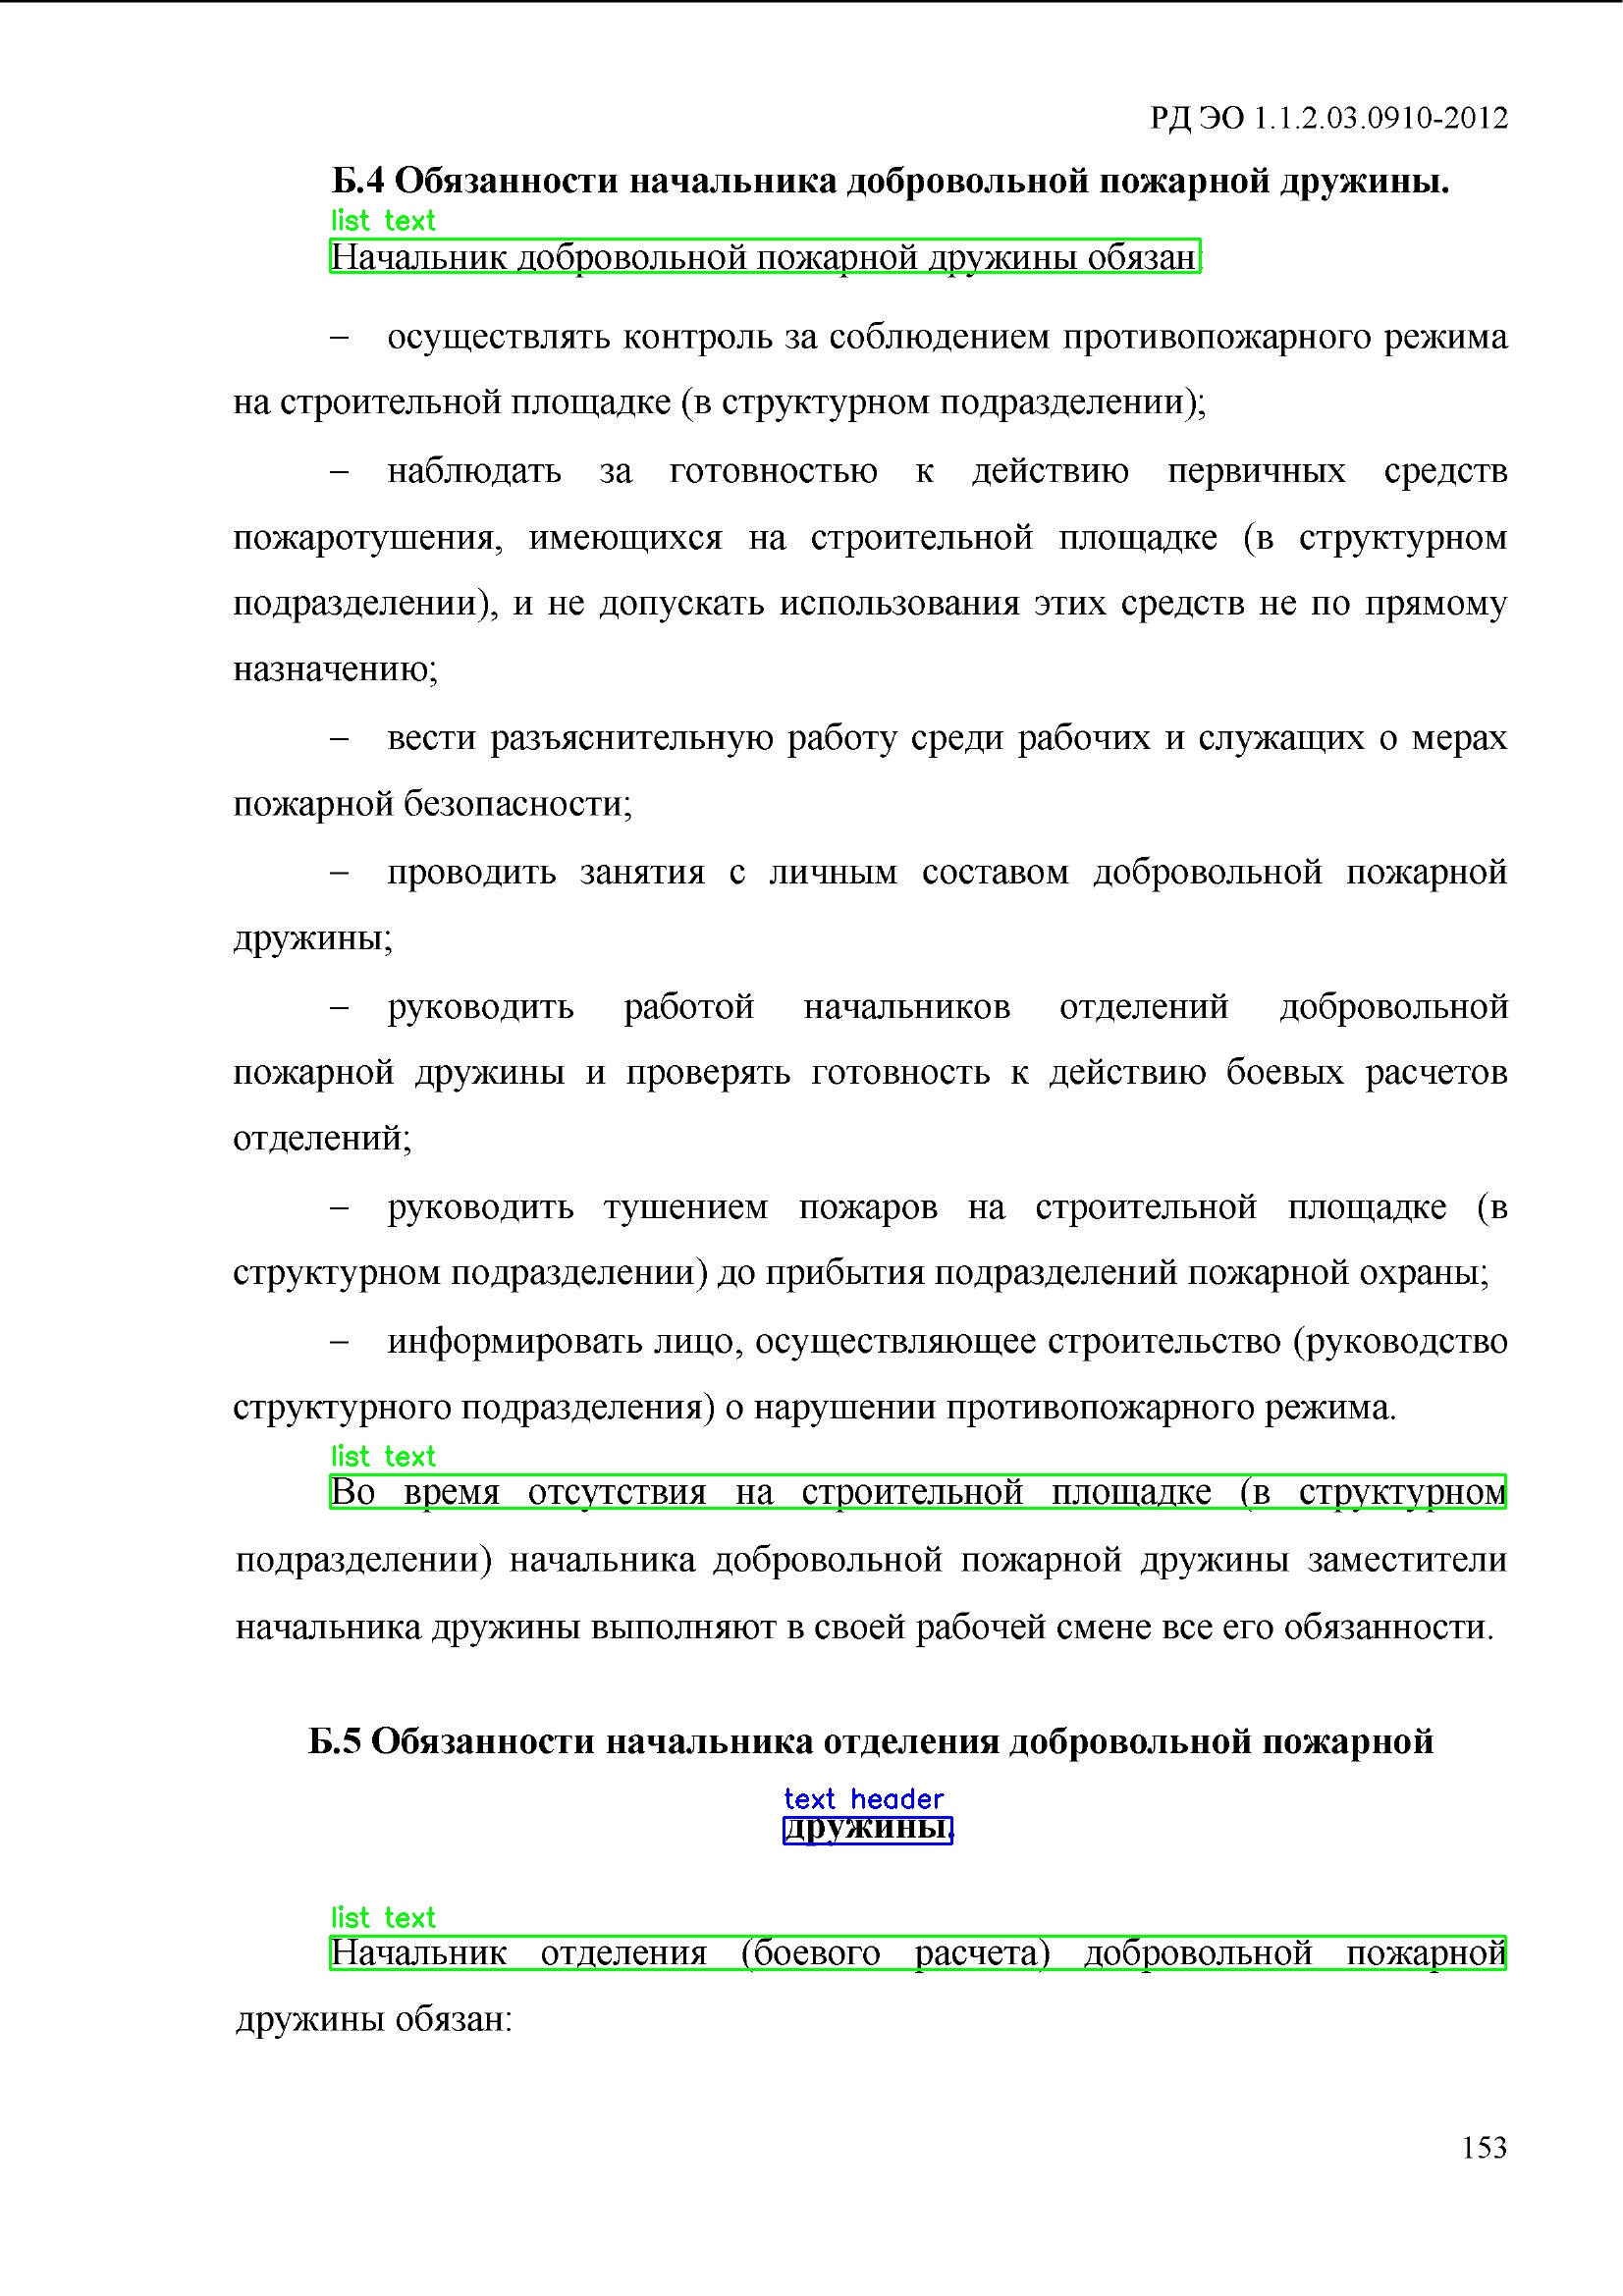 РД ЭО 1.1.2.03.0910-2012
Б.4 Обязанности начальника добровольной пожарной дружины.
list text
Начальник добровольной пожарной дружины обязан:
– осуществлять контроль за соблюдением противопожарного режима
на строительной площадке (в структурном подразделении);
– наблюдать за готовностью к действию первичных средств
пожаротушения, имеющихся на строительной площадке (в структурном
подразделении), и не допускать использования этих средств не по прямому
назначению;
– вести разъяснительную работу среди рабочих и служащих о мерах
пожарной безопасности;
– проводить занятия с личным составом добровольной пожарной
дружины;
– руководить работой начальников отделений добровольной
пожарной дружины и проверять готовность к действию боевых расчетов
отделений;
– руководить тушением пожаров на строительной площадке (в
структурном подразделении) до прибытия подразделений пожарной охраны;
– информировать лицо, осуществляющее строительство (руководство
структурного подразделения) о нарушении противопожарного режима.
list text
Во время отсутствия на строительной площадке (в структурном
подразделении) начальника добровольной пожарной дружины заместители
начальника дружины выполняют в своей рабочей смене все его обязанности.
Б.5 Обязанности начальника отделения добровольной пожарной
text header
дружины.
list text
Начальник отделения (боевого расчета) добровольной пожарной
дружины обязан:
153